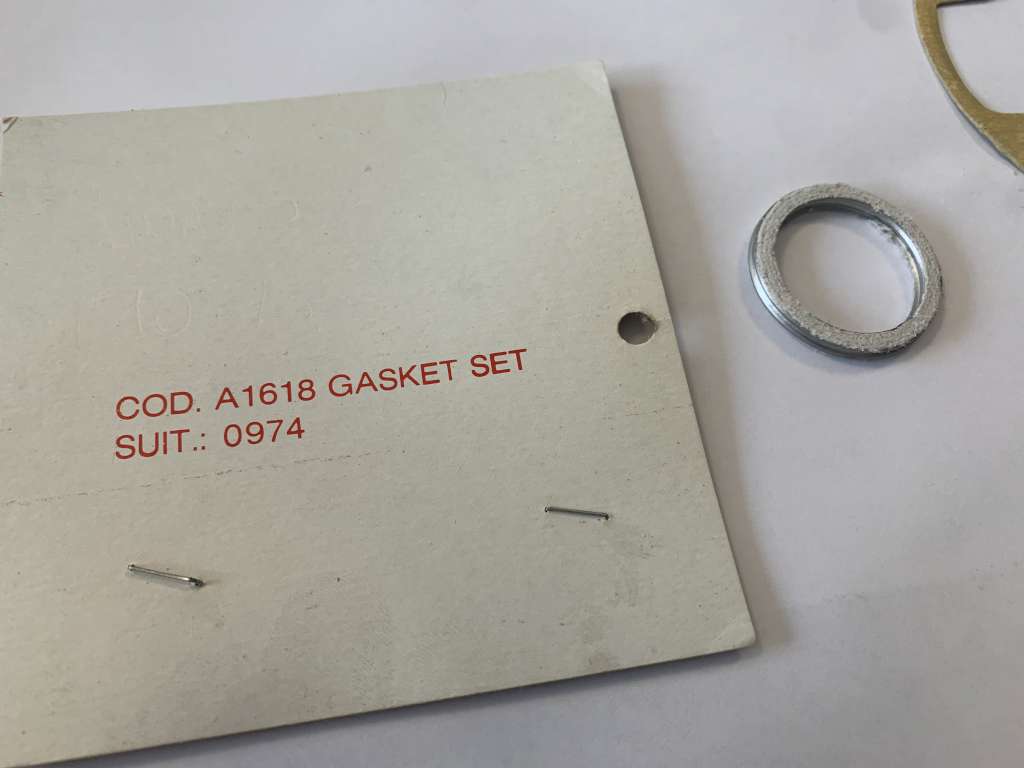 COD. A1618 GASKET SET
SUIT.: 0974